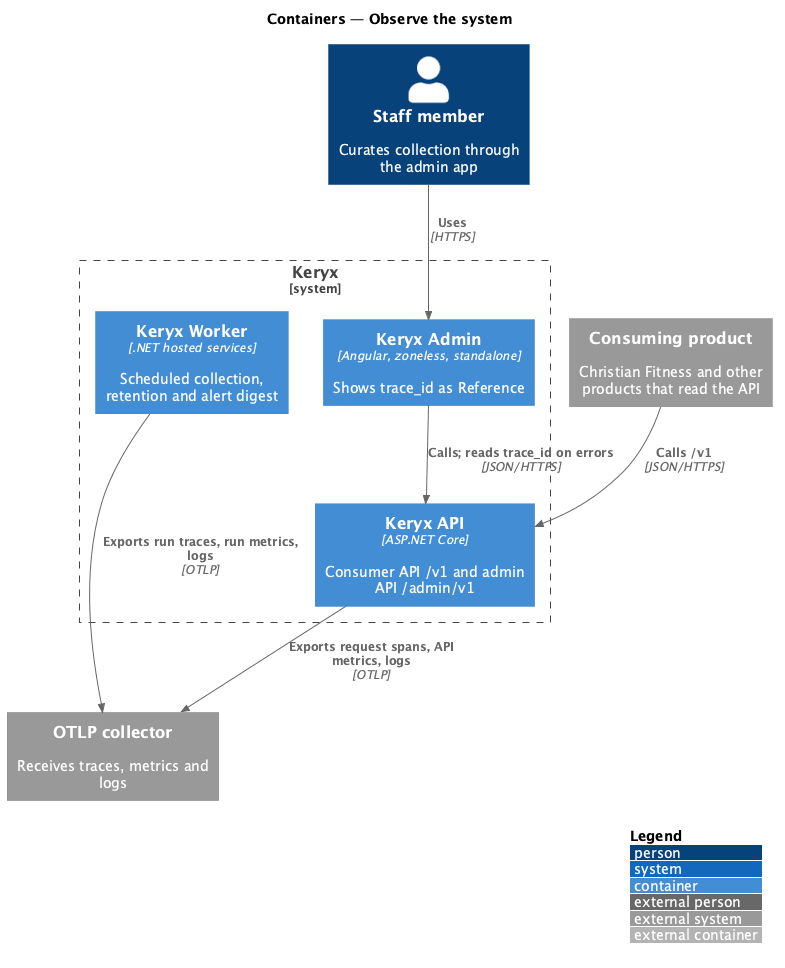 Containers — Observe the system
Staff member
Curates collection through
the admin app
Uses
[HTTPS]
Keryx
[system]
Keryx Worker
[.NET hosted services]
Scheduled collection,
retention and alert digest
Keryx Admin
[Angular, zoneless, standalone]
Shows trace_id as Reference
Consuming product
Christian Fitness and other
products that read the API
Calls; reads trace_id on errors
[JSON/HTTPS]
Calls /v1
[JSON/HTTPS]
Keryx API
[ASP.NET Core]
Consumer API /v1 and admin
API /admin/v1
Exports run traces, run metrics,
logs
[OTLP]
Exports request spans, API
metrics, logs
[OTLP]
OTLP collector
Receives traces, metrics and
logs
Legend
person
system
container
external person
external system
external container